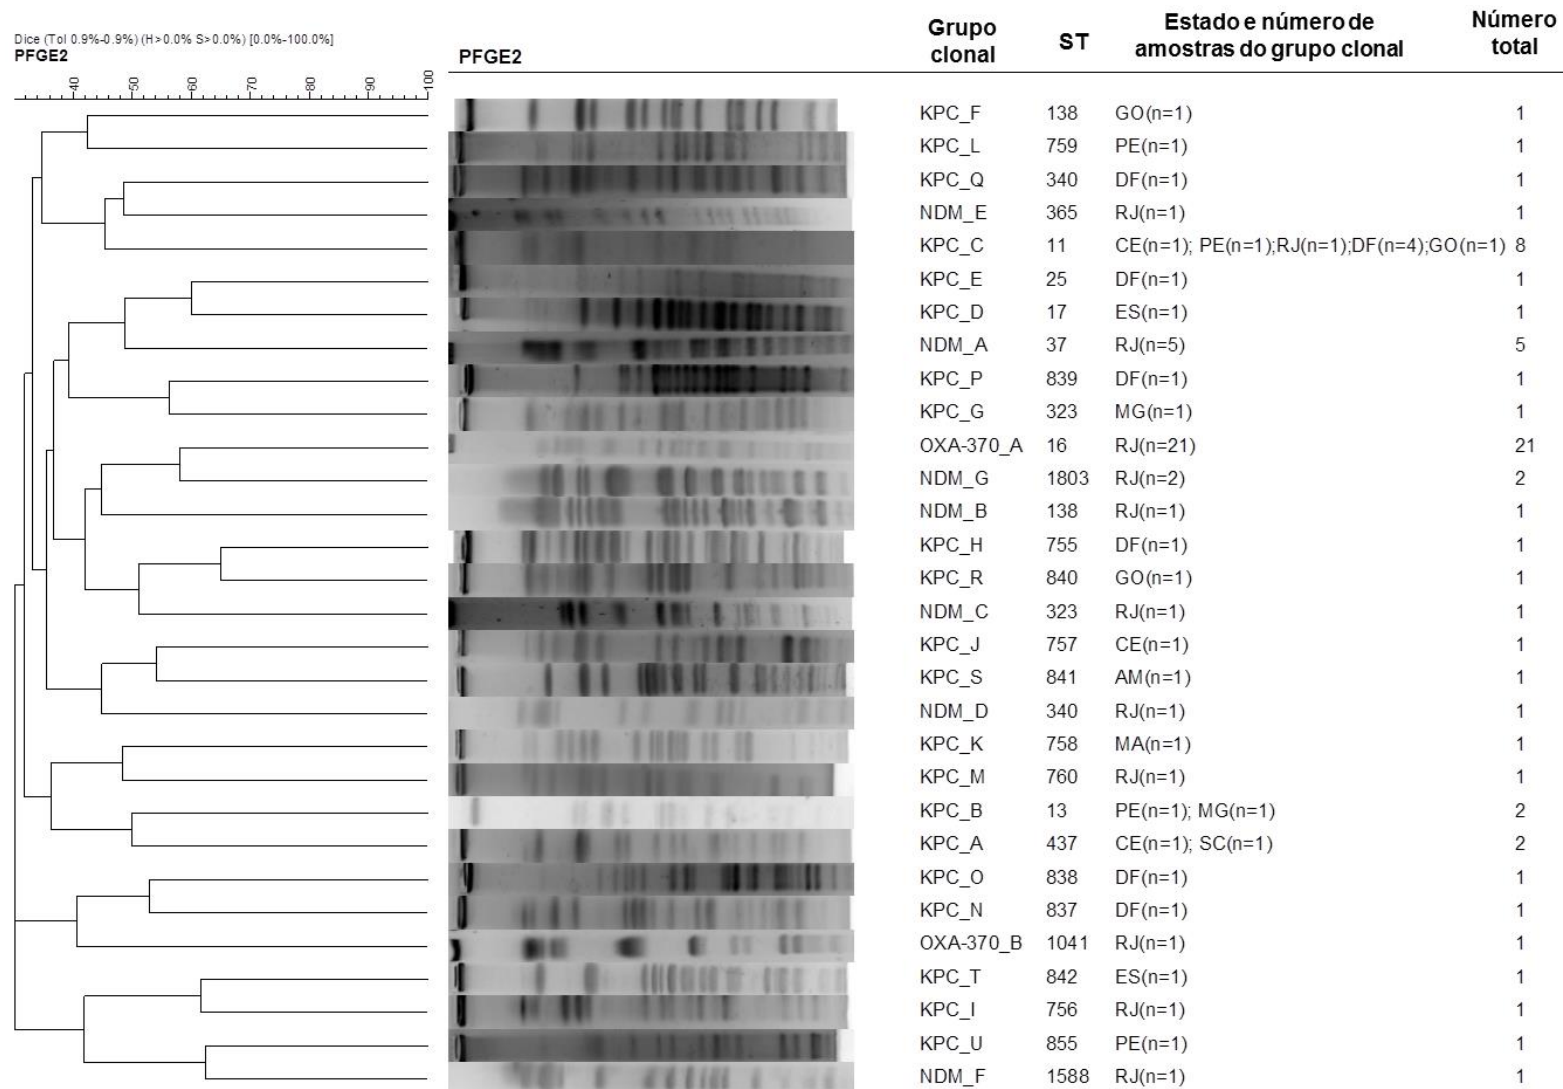 Dice (Tol 0.9%-0.9%) (H>0.0% S>0.0%) [0.0%-100.0%]
PFGE2
PFGE2
Grupo clonal ST Estado e número de amostras do grupo clonal Número total
40 50 60 70 80 90 100
KPC_F 138 GO(n=1) 1
KPC_L 759 PE(n=1) 1
KPC_Q 340 DF(n=1) 1
NDM_E 365 RJ(n=1) 1
KPC_C 11 CE(n=1); PE(n=1);RJ(n=1);DF(n=4);GO(n=1) 8
KPC_E 25 DF(n=1) 1
KPC_D 17 ES(n=1) 1
NDM_A 37 RJ(n=5) 5
KPC_P 839 DF(n=1) 1
KPC_G 323 MG(n=1) 1
OXA-370_A 16 RJ(n=21) 21
NDM_G 1803 RJ(n=2) 2
NDM_B 138 RJ(n=1) 1
KPC_H 755 DF(n=1) 1
KPC_R 840 GO(n=1) 1
NDM_C 323 RJ(n=1) 1
KPC_J 757 CE(n=1) 1
KPC_S 841 AM(n=1) 1
NDM_D 340 RJ(n=1) 1
KPC_K 758 MA(n=1) 1
KPC_M 760 RJ(n=1) 1
KPC_B 13 PE(n=1); MG(n=1) 2
KPC_A 437 CE(n=1); SC(n=1) 2
KPC_O 838 DF(n=1) 1
KPC_N 837 DF(n=1) 1
OXA-370_B 1041 RJ(n=1) 1
KPC_T 842 ES(n=1) 1
KPC_I 756 RJ(n=1) 1
KPC_U 855 PE(n=1) 1
NDM_F 1588 RJ(n=1) 1